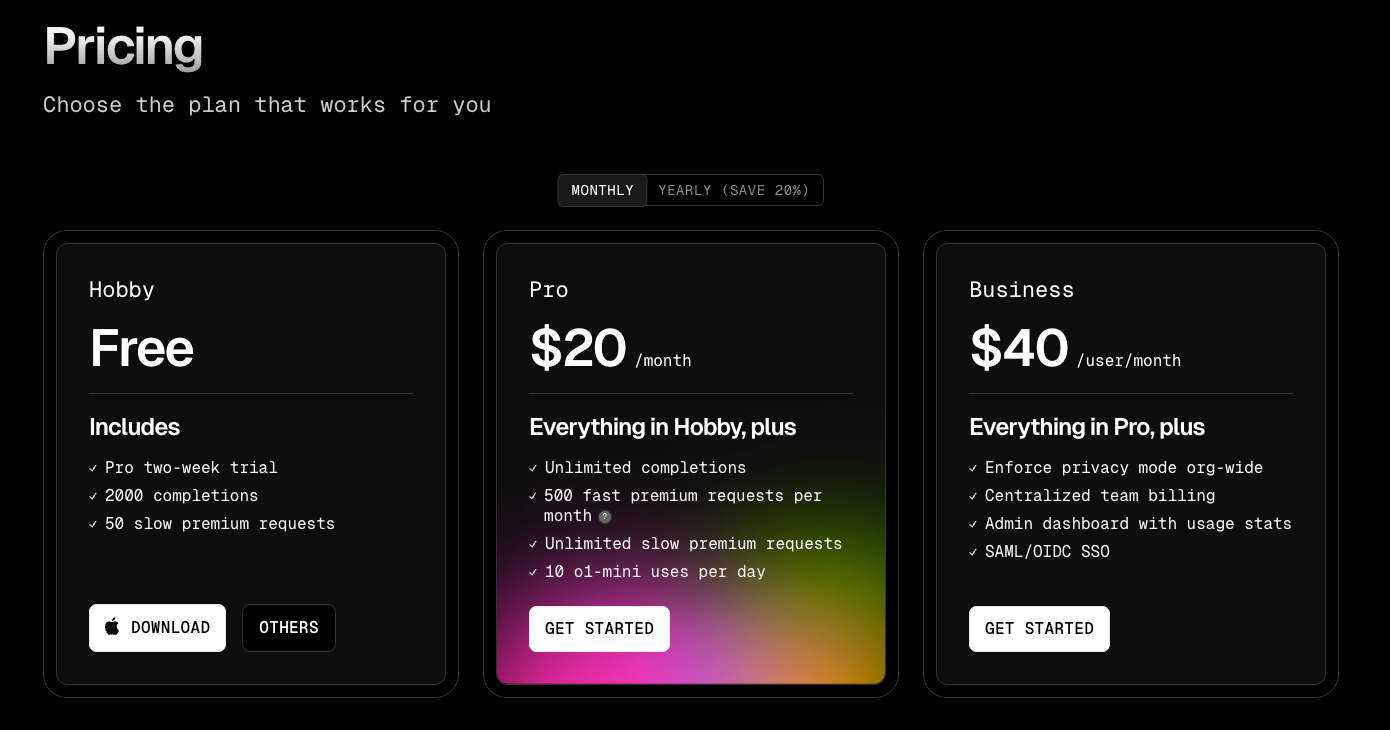 Pricing
Choose the plan that works for you
MONTHLY YEARLY (SAVE 20%)
Hobby
Free
Includes
✓ Pro two-week trial
✓ 2000 completions
✓ 50 slow premium requests
DOWNLOAD OTHERS
Pro
$20 /month
Everything in Hobby, plus
✓ Unlimited completions
✓ 500 fast premium requests per
month ?
✓ Unlimited slow premium requests
✓ 10 o1-mini uses per day
GET STARTED
Business
$40 /user/month
Everything in Pro, plus
✓ Enforce privacy mode org-wide
✓ Centralized team billing
✓ Admin dashboard with usage stats
✓ SAML/OIDC SSO
GET STARTED